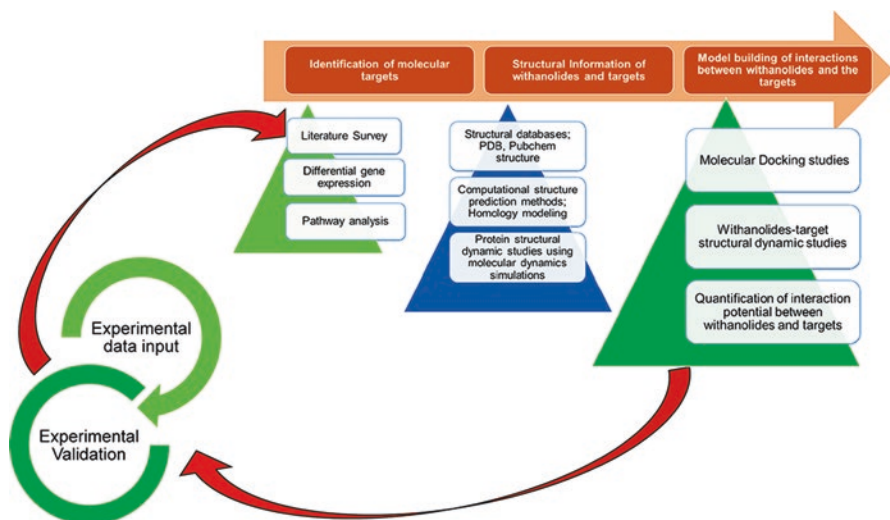 Identification of molecular
targets
Structural Information of
withanolides and targets
Model building of interactions
between withanolides and the
targets
Literature Survey
Differential gene
expression
Pathway analysis
Structural databases;
PDB, Pubchem
structure
Computational structure
prediction methods;
Homology modeling
Protein structural
dynamic studies using
molecular dynamics
simulations
Molecular Docking studies
Withanolides-target
structural dynamic studies
Quantification of interaction
potential between
withanolides and targets
Experimental
data input
Experimental
Validation